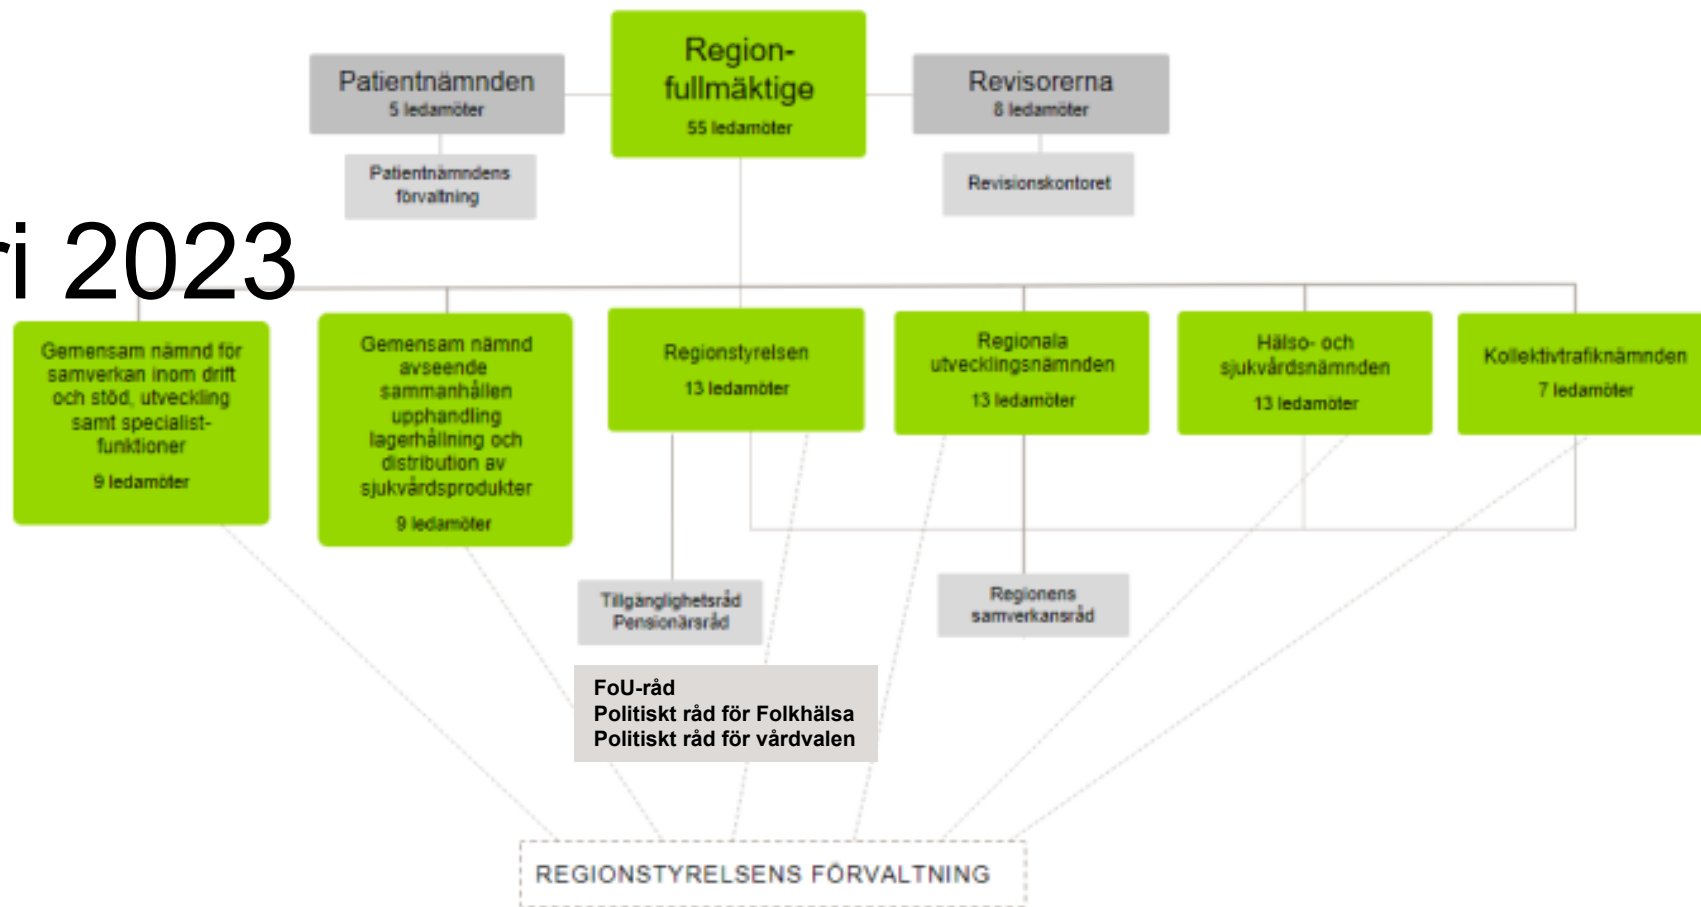 Region-
fullmäktige
55 ledamöter
Patientnämnden
5 ledamöter
Revisorerna
8 ledamöter
Patientnämndens
förvaltning
Revisionskontoret
ri 2023
Gemensam nämnd för
samverkan inom drift
och stöd, utveckling
samt specialist-
funktioner
9 ledamöter
Gemensam nämnd
avseende
sammanhållen
upphandling
lagerhållning och
distribution av
sjukvårdsprodukter
9 ledamöter
Regionstyrelsen
13 ledamöter
Regionala
utvecklingsnämnden
13 ledamöter
Hälso- och
sjukvårdsnämnden
13 ledamöter
Kollektivtrafiknämnden
7 ledamöter
Tillgänglighetsråd
Pensionärsråd
Regionens
samverkansråd
FoU-råd
Politiskt råd för Folkhälsa
Politiskt råd för vårdvalen
REGIONSTYRELSENS FÖRVALTNING